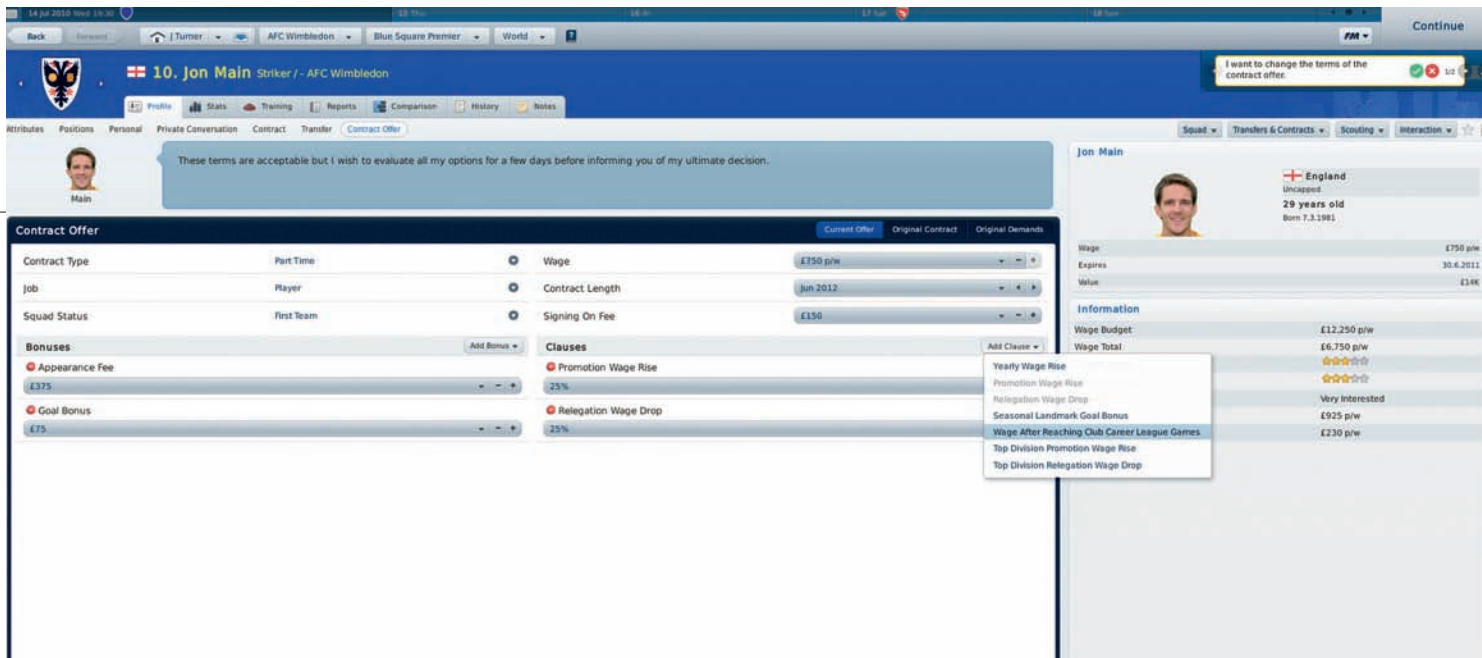 14 Jul 2010 Wed 19:30
Back
J Turner
AFC Wimbledon
Blue Square Premier
World
FM
Continue
10. Jon Main Striker / - AFC Wimbledon
I want to change the terms of the
contract offer.
1/2
Profile
Stats
Training
Reports
Comparison
History
Notes
Attributes
Positions
Personal
Private Conversation
Contract
Transfer
Contract Offer
Squad
Transfers & Contracts
Scouting
Interaction
Main
These terms are acceptable but I wish to evaluate all my options for a few days before informing you of my ultimate decision.
Jon Main
England
Uncapped
29 years old
Born 7.3.1981
Wage £750 p/w
Expires 30.6.2011
Value £14K
Information
Wage Budget £12,250 p/w
Wage Total £6,750 p/w
Very Interested
£925 p/w
£230 p/w
Contract Offer
Current Offer
Original Contract
Original Demands
Contract Type Part Time
Wage £750 p/w
Job Player
Contract Length Jun 2012
Squad Status First Team
Signing On Fee £150
Bonuses
Add Bonus
Clauses
Add Clause
Appearance Fee
£375
Goal Bonus
£75
Promotion Wage Rise
25%
Relegation Wage Drop
25%
Yearly Wage Rise
Promotion Wage Rise
Relegation Wage Drop
Seasonal Landmark Goal Bonus
Wage After Reaching Club Career League Games
Top Division Promotion Wage Rise
Top Division Relegation Wage Drop